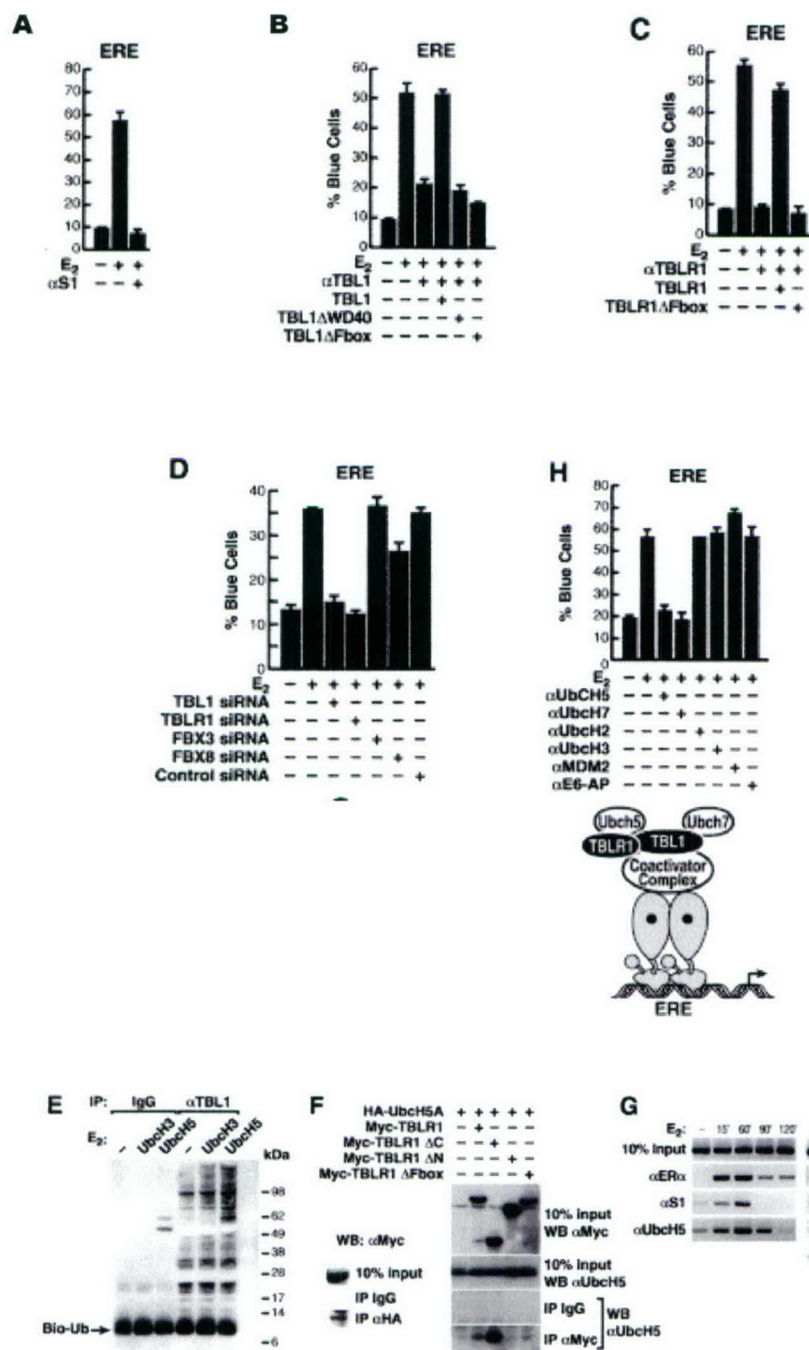 A
ERE
80
70
60
50
40
30
20
10
0
E2 – + +
αS1 – – +
B
ERE
% Blue Cells
60
50
40
30
20
10
0
E2 – + + + + +
αTBL1 – – + + + +
TBL1 – – – + – –
TBL1ΔWD40 – – – – + –
TBL1ΔFbox – – – – – +
C
ERE
% Blue Cells
60
50
40
30
20
10
0
E2 – + + + +
αTBLR1 – – + + +
TBLR1 – – – + –
TBLR1ΔFbox – – – – +
D
ERE
% Blue Cells
40
30
20
10
0
E2 – + + + + + +
TBL1 siRNA – – + – – – –
TBLR1 siRNA – – – + – – –
FBX3 siRNA – – – – + – –
FBX8 siRNA – – – – – + –
Control siRNA – – – – – – +
H
ERE
% Blue Cells
80
70
60
50
40
30
20
10
0
E2 – + + + + + + +
αUbCH5 – – + – – – – –
αUbcH7 – – – + – – – –
αUbcH2 – – – – + – – –
αUbcH3 – – – – – + – –
αMDM2 – – – – – – + –
αE6-AP – – – – – – – +
Ubch5 Ubch7
TBLR1 TBL1
Coactivator
Complex
ERE
E
IP: IgG αTBL1
E2: – UbcH3 UbcH5 – UbcH3 UbcH5
kDa
98
62
49
38
28
17
14
6
Bio-Ub
F
HA-UbcH5A + + + + +
Myc-TBLR1 – + – – –
Myc-TBLR1 ΔC – – + – –
Myc-TBLR1 ΔN – – – + –
Myc-TBLR1 ΔFbox – – – – +
WB: αMyc
10% input
IP IgG
IP αHA
10% input
WB αMyc
10% input
WB αUbcH5
IP IgG
IP αMyc
WB
αUbcH5
G
E2: – 15' 60' 90' 120'
10% input
αERα
αS1
αUbcH5